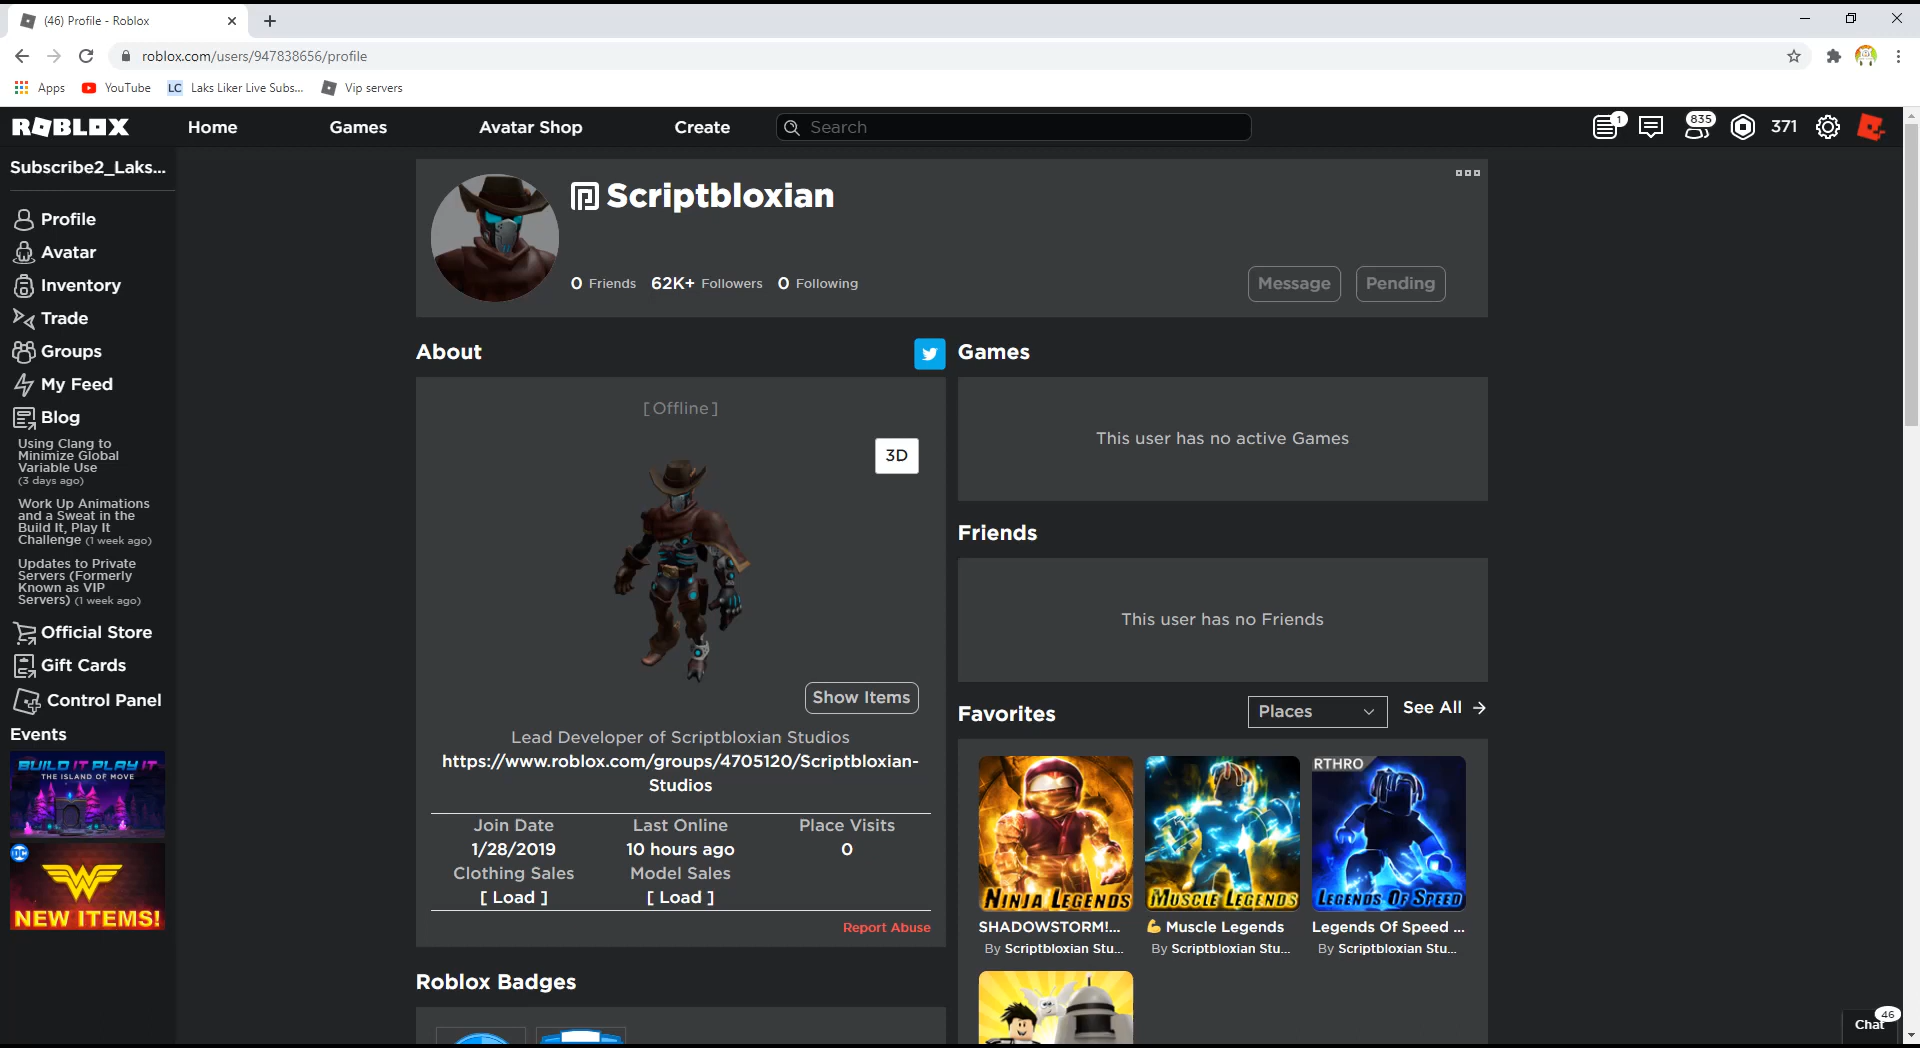 (46) Profile - Roblox
roblox.com/users/947838656/profile
Apps
YouTube
LC Laks Liker Live Subs...
Vip servers
ROBLOX
Home
Games
Avatar Shop
Create
Search
1
835
371
Subscribe2_Laks...
Profile
Avatar
Inventory
Trade
Groups
My Feed
Blog
Using Clang to
Minimize Global
Variable Use
(3 days ago)
Work Up Animations
and a Sweat in the
Build It, Play It
Challenge (1 week ago)
Updates to Private
Servers (Formerly
Known as VIP
Servers) (1 week ago)
Official Store
Gift Cards
Control Panel
Events
BUILD IT PLAY IT
THE ISLAND OF MOVE
DC
NEW ITEMS!
Scriptbloxian
0 Friends 62K+ Followers 0 Following
Message
Pending
About
[ Offline ]
3D
Show Items
Lead Developer of Scriptbloxian Studios
https://www.roblox.com/groups/4705120/Scriptbloxian-
Studios
Join Date Last Online Place Visits
1/28/2019 10 hours ago 0
Clothing Sales Model Sales
[ Load ] [ Load ]
Report Abuse
Roblox Badges
Games
This user has no active Games
Friends
This user has no Friends
Favorites
Places
See All
NINJA LEGENDS
MUSCLE LEGENDS
RTHRO
LEGENDS OF SPEED
SHADOWSTORM!...
💪 Muscle Legends
Legends Of Speed ...
By Scriptbloxian Stu...
By Scriptbloxian Stu...
By Scriptbloxian Stu...
Chat
46